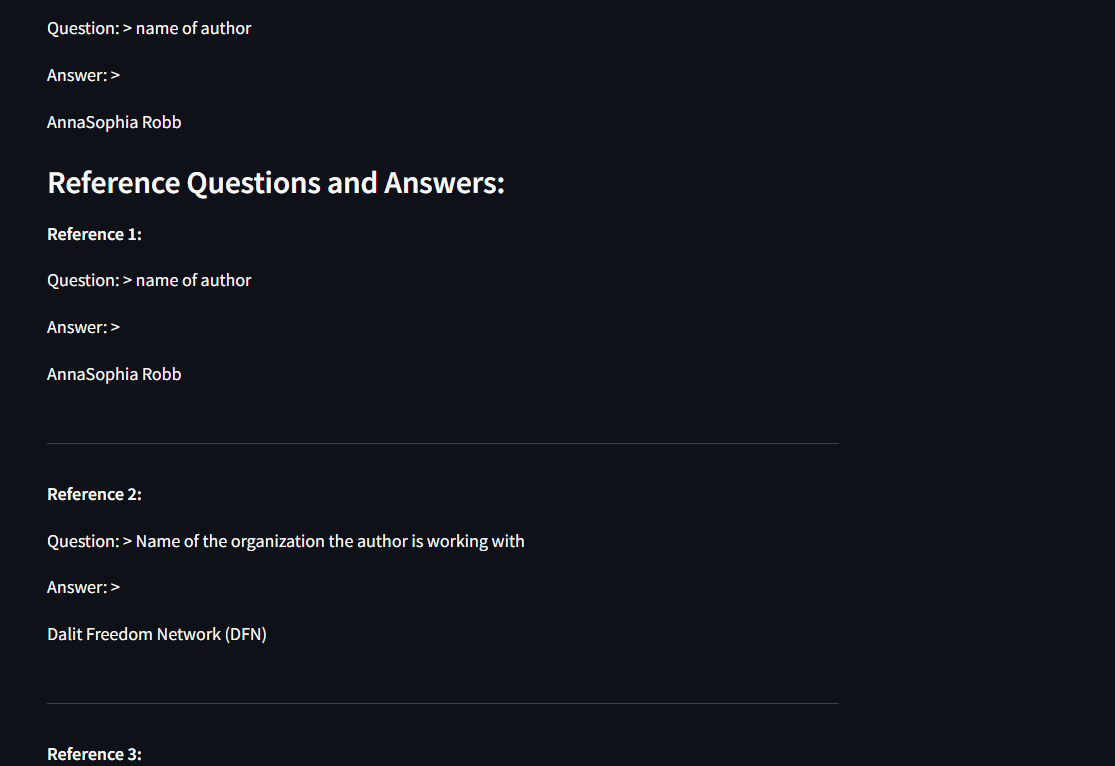 Question: > name of author
Answer: >
AnnaSophia Robb
Reference Questions and Answers:
Reference 1:
Question: > name of author
Answer: >
AnnaSophia Robb
Reference 2:
Question: > Name of the organization the author is working with
Answer: >
Dalit Freedom Network (DFN)
Reference 3: